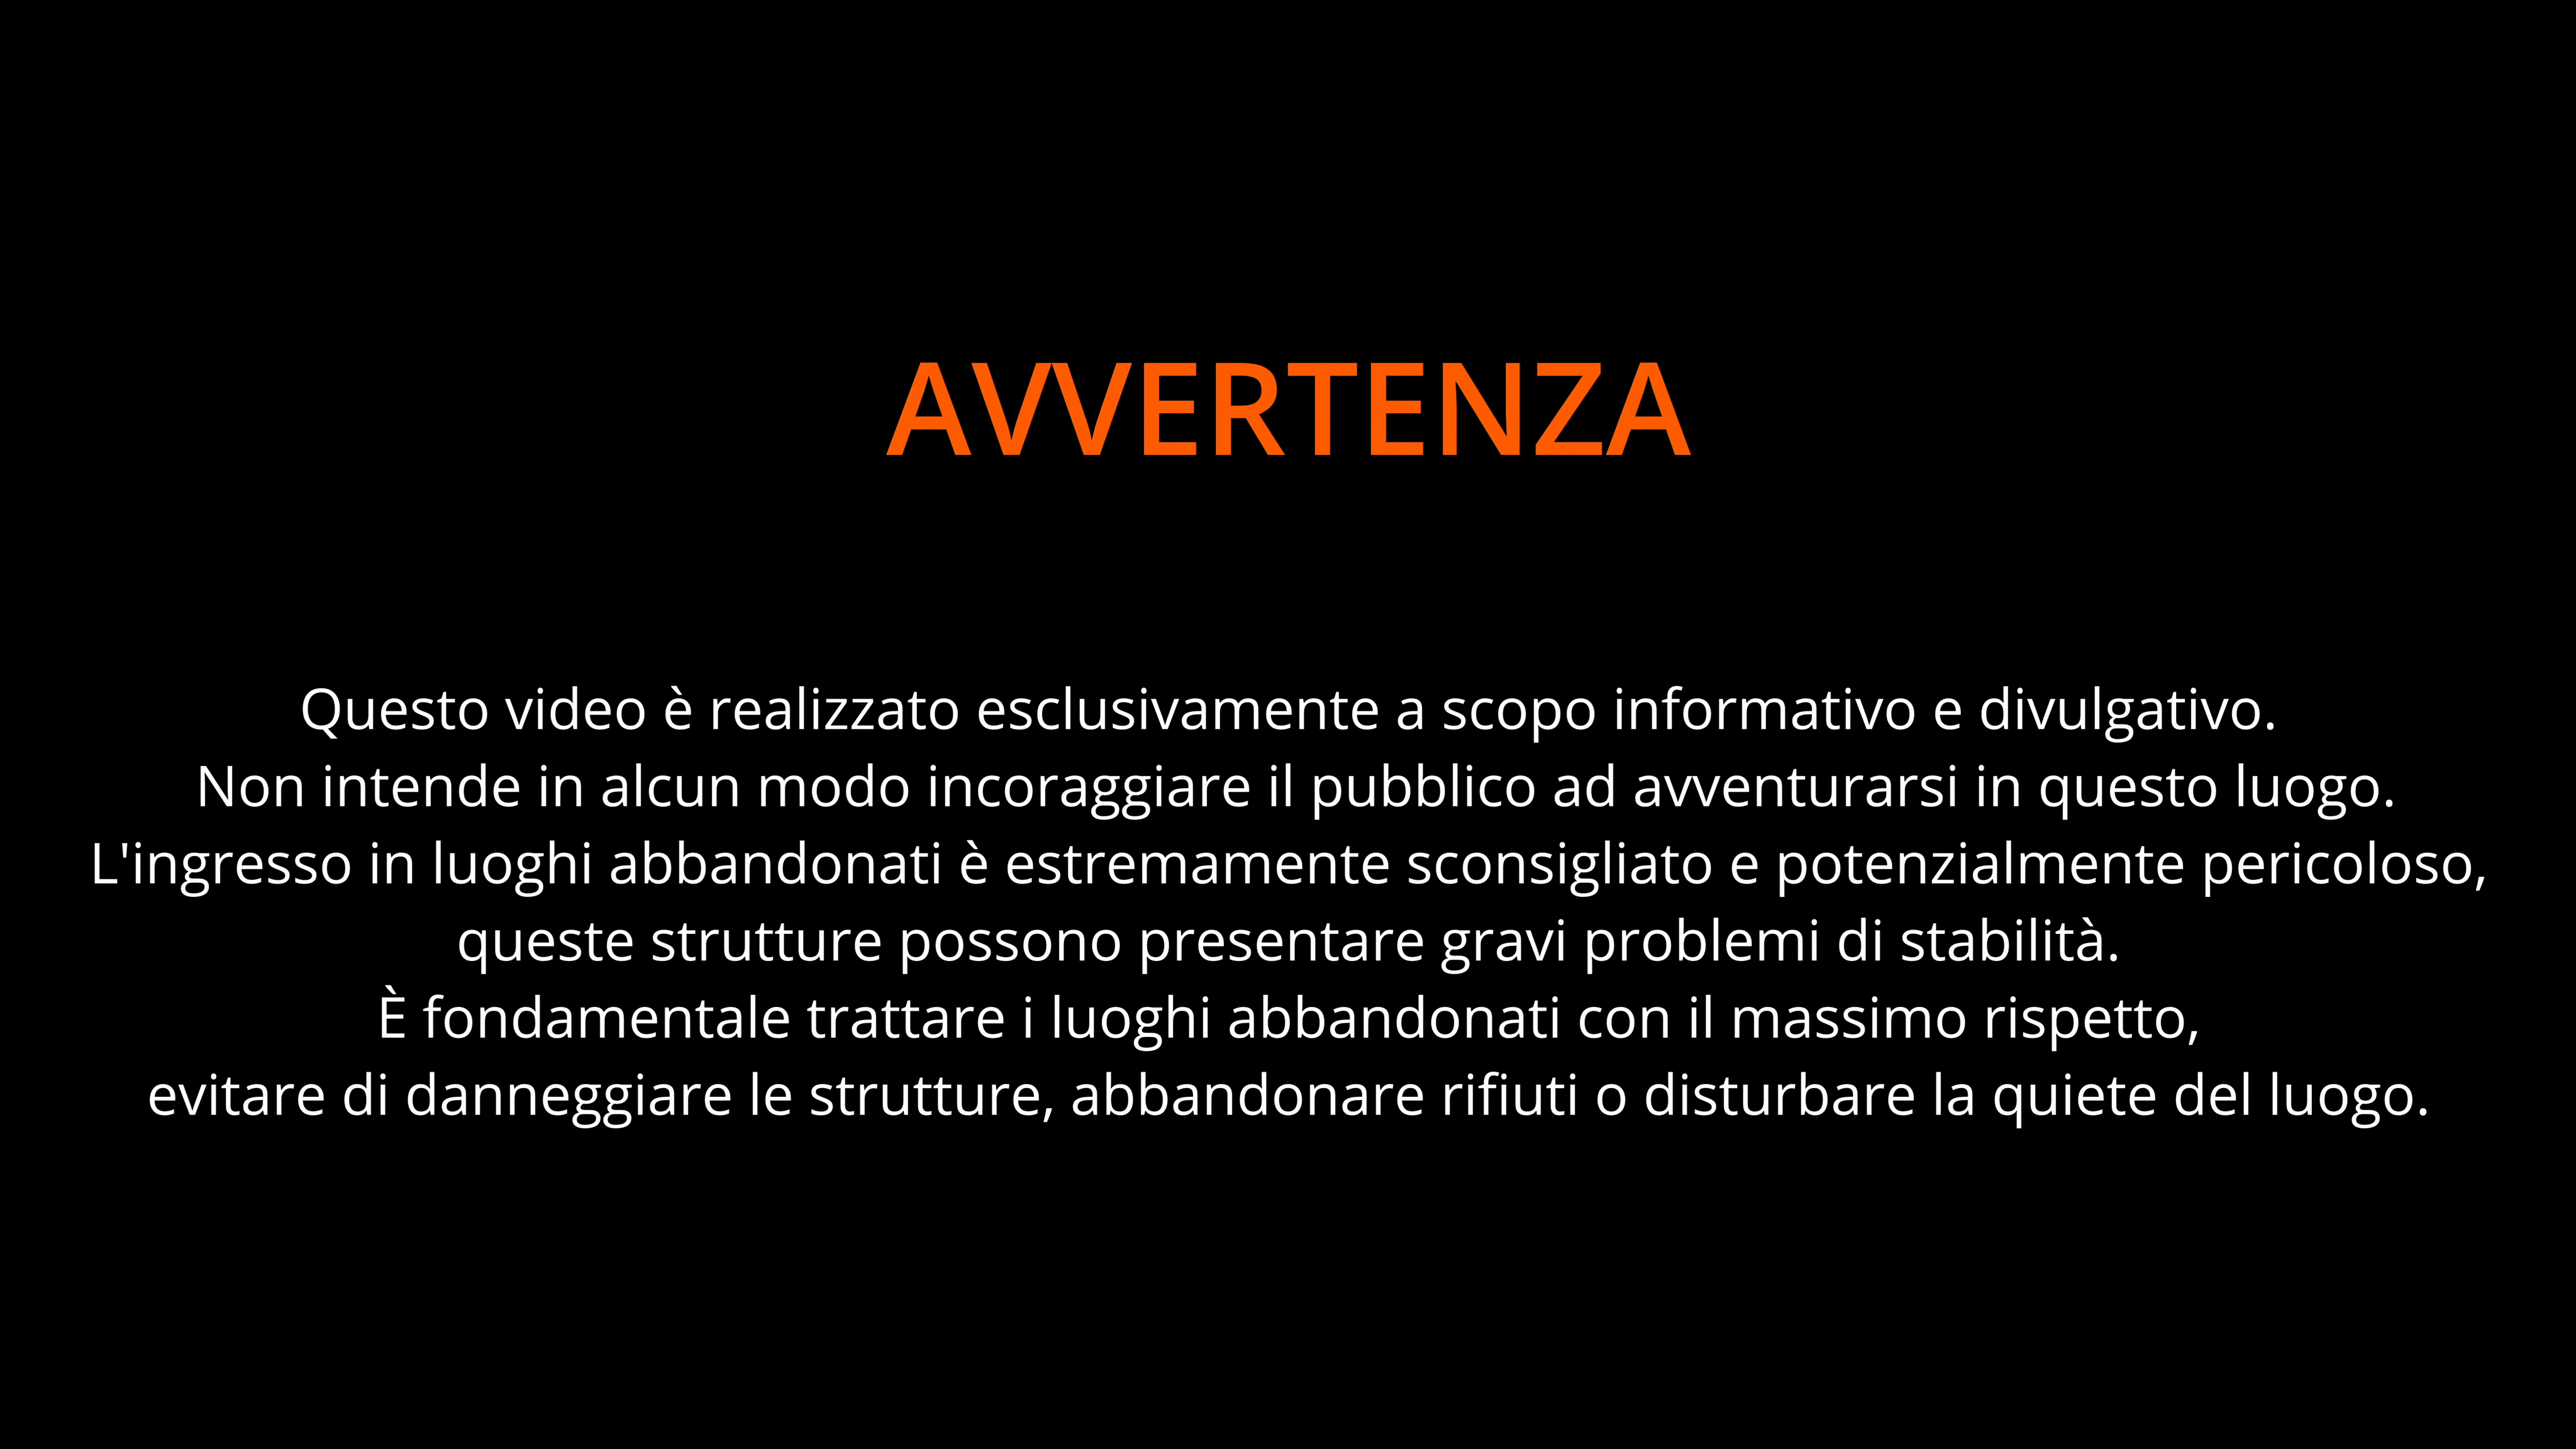 AVVERTENZA
Questo video è realizzato esclusivamente a scopo informativo e divulgativo.
Non intende in alcun modo incoraggiare il pubblico ad avventurarsi in questo luogo.
L'ingresso in luoghi abbandonati è estremamente sconsigliato e potenzialmente pericoloso,
queste strutture possono presentare gravi problemi di stabilità.
È fondamentale trattare i luoghi abbandonati con il massimo rispetto,
evitare di danneggiare le strutture, abbandonare rifiuti o disturbare la quiete del luogo.